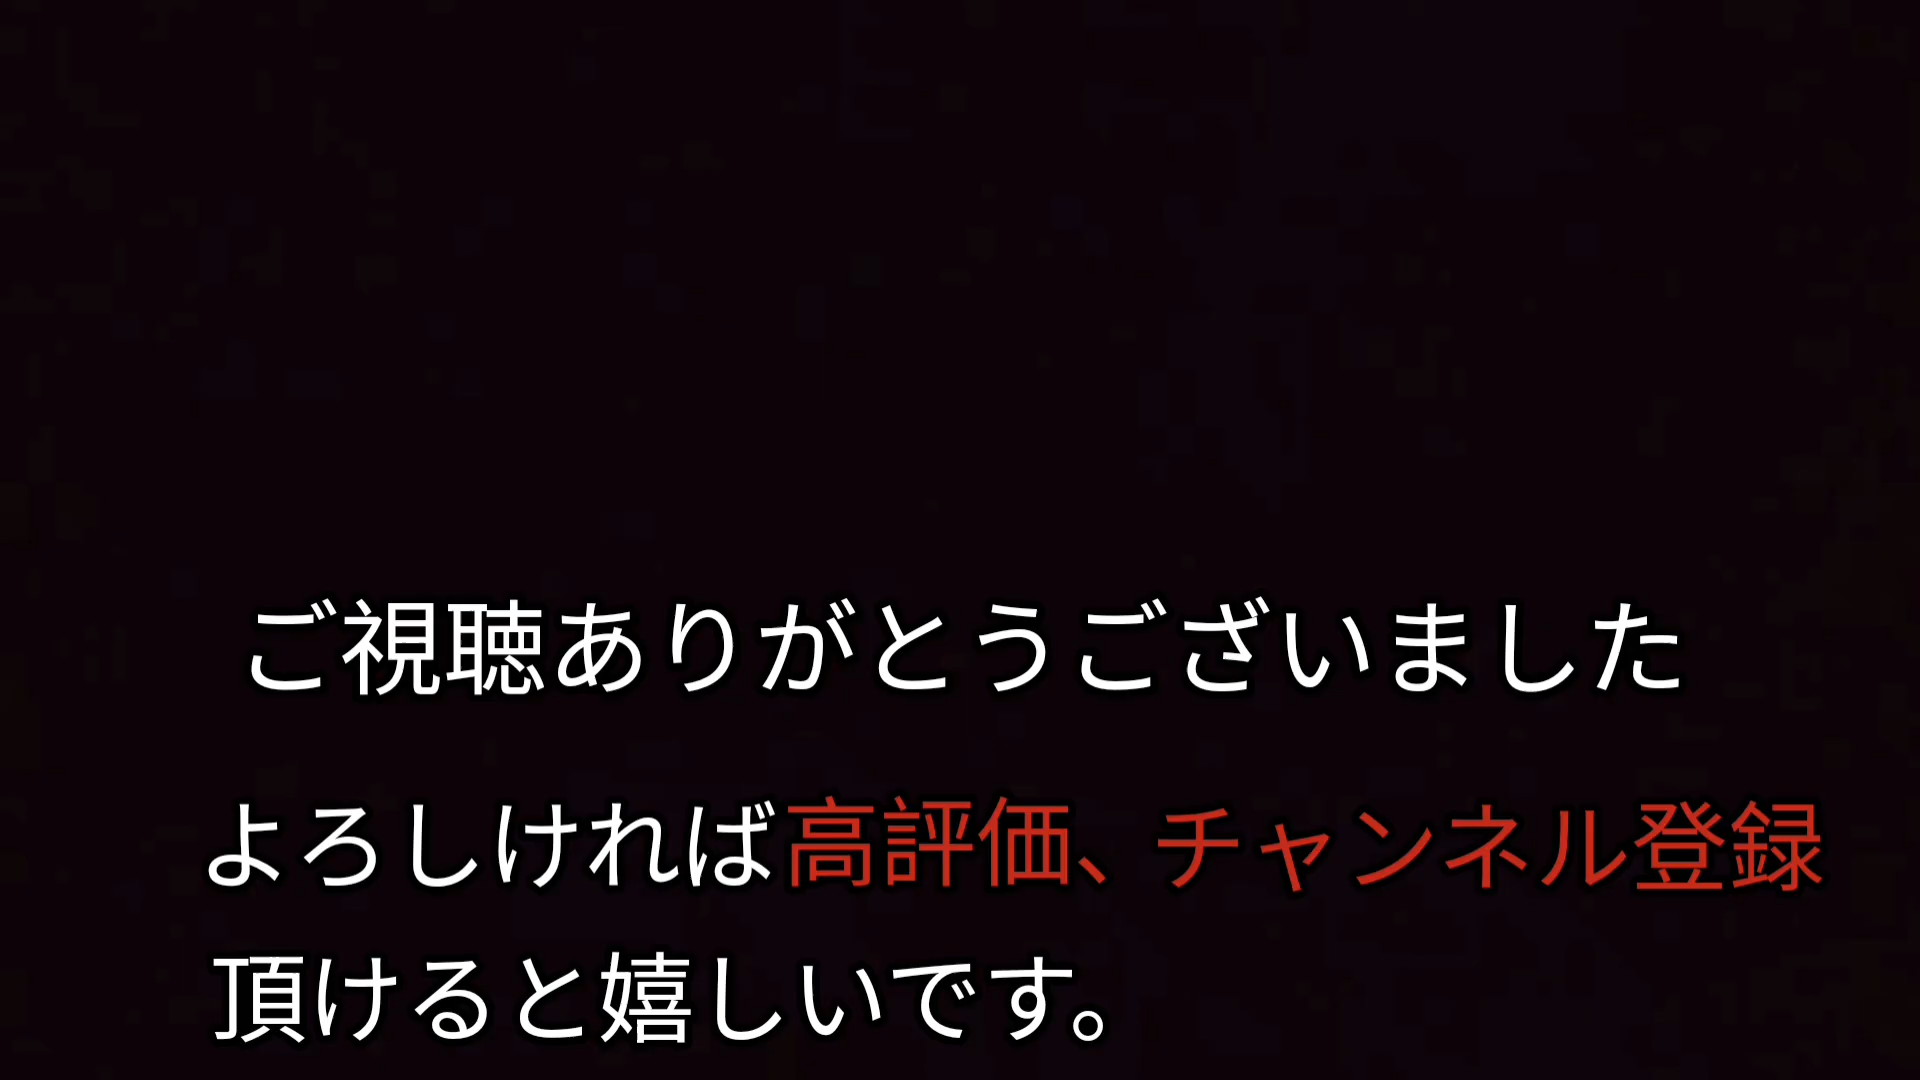 ご視聴ありがとうございました
よろしければ高評価、チャンネル登録
頂けると嬉しいです。